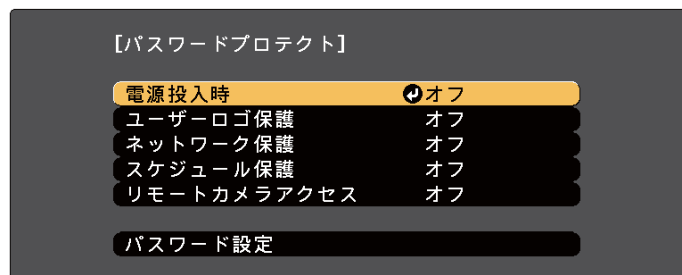 [パスワードプロテクト]
電源投入時 オフ
ユーザーロゴ保護 オフ
ネットワーク保護 オフ
スケジュール保護 オフ
リモートカメラアクセス オフ
パスワード設定